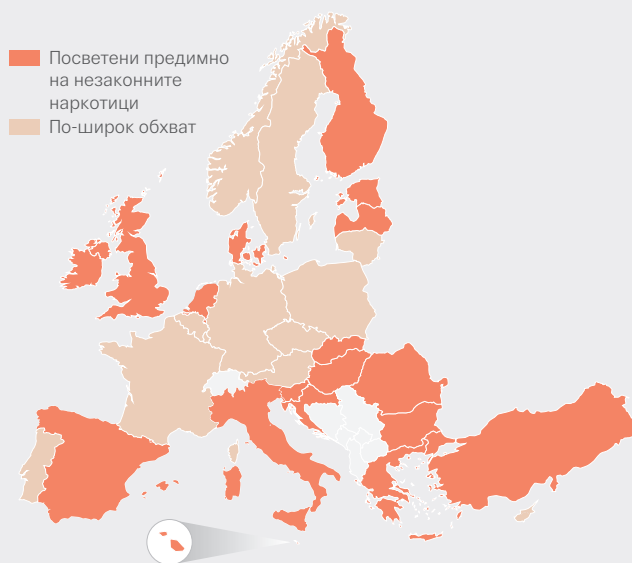 Посветени предимно
на незаконните
наркотици
По-широк обхват